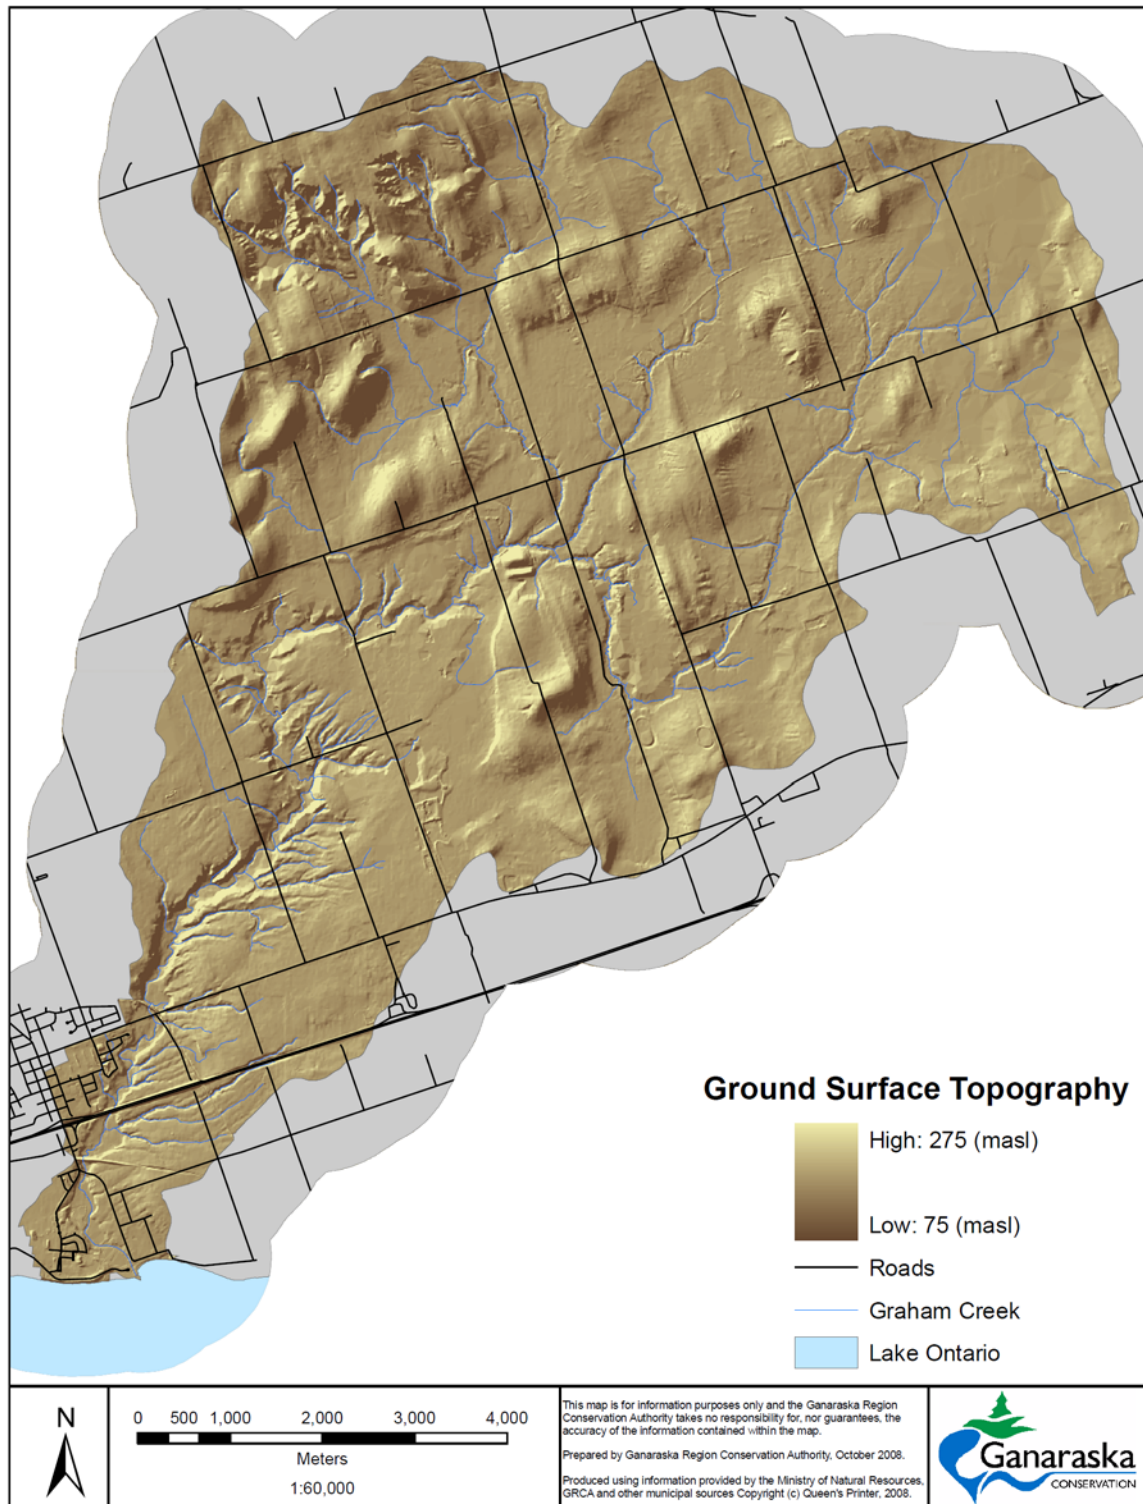 Ground Surface Topography
High: 275 (masl)
Low: 75 (masl)
Roads
Graham Creek
Lake Ontario
N
0 500 1,000 2,000 3,000 4,000
Meters
1:60,000
This map is for information purposes only and the Ganaraska Region
Conservation Authority takes no responsibility for, nor guarantees, the
accuracy of the information contained within the map.
Prepared by Ganaraska Region Conservation Authority, October 2008.
Produced using information provided by the Ministry of Natural Resources,
GRCA and other municipal sources Copyright (c) Queen's Printer, 2008.
Ganaraska
CONSERVATION